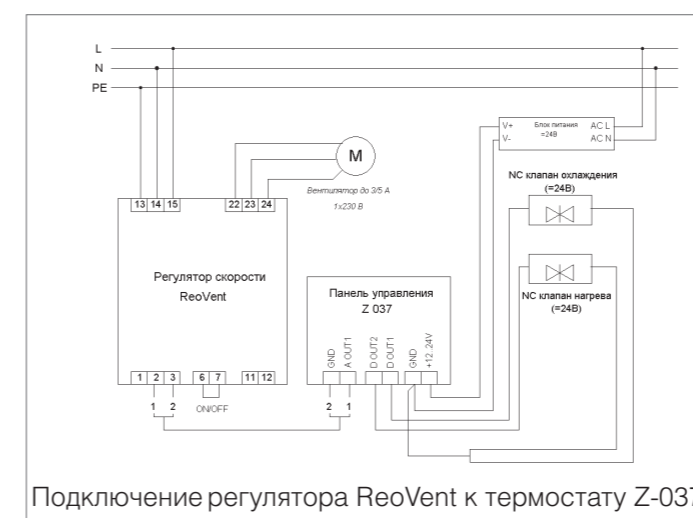 L
N
PE
V+ Блок питания AC L
V- =24В AC N
M
NC клапан охлаждения
(=24В)
Вентилятор до 3/5 А
1x230 В
13 14 15 22 23 24
Регулятор скорости
ReoVent
Панель управления
Z 037
NC клапан нагрева
(=24В)
GND A OUT1 D OUT2 D OUT1 GND +12..24V
1 2 3 6 7 11 12
1 2 ON/OFF 2 1
Подключение регулятора ReoVent к термостату Z-037